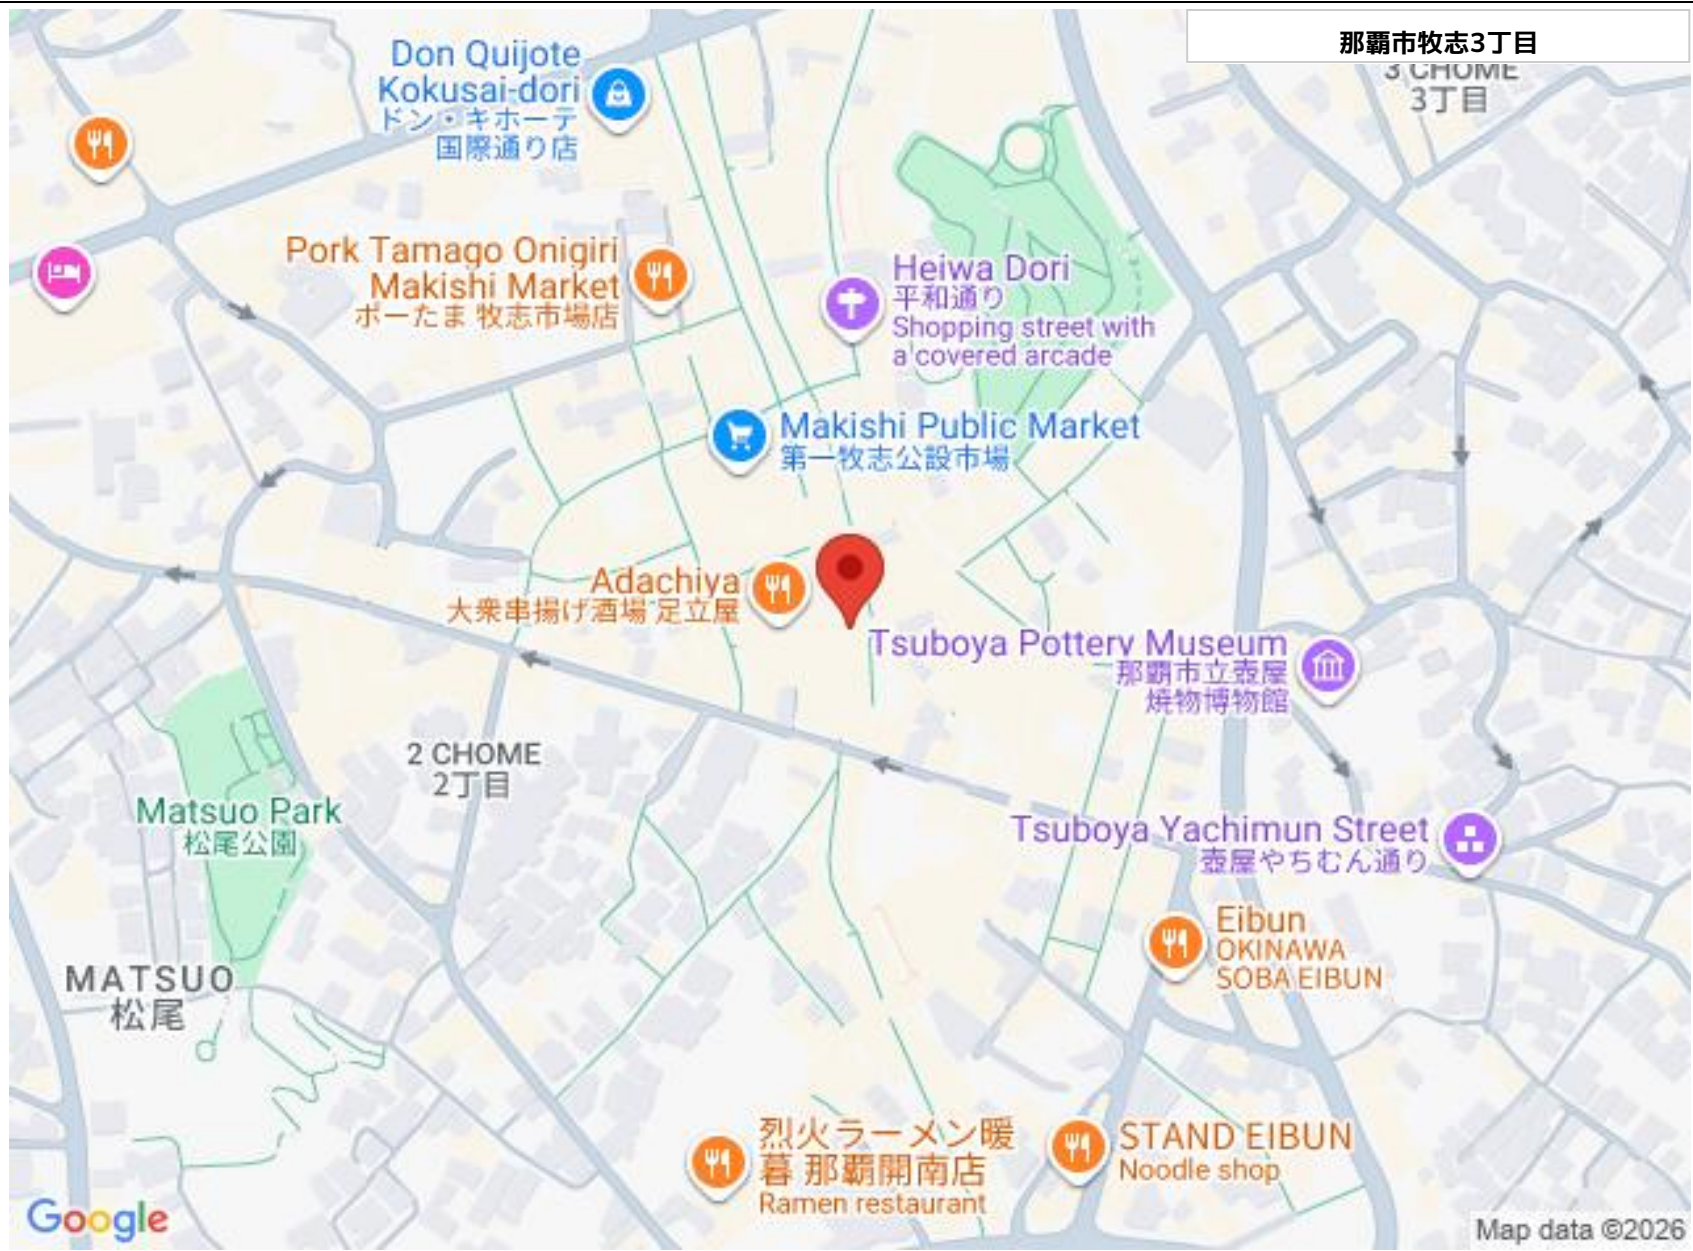 那覇市牧志3丁目
3 CHOME
3丁目
Don Quijote
Kokusai-dori
ドン・キホーテ
国際通り店
Pork Tamago Onigiri
Makishi Market
ポーたま 牧志市場店
Heiwa Dori
平和通り
Shopping street with
a covered arcade
Makishi Public Market
第一牧志公設市場
Adachiya
大衆串揚げ酒場 足立屋
Tsuboya Pottery Museum
那覇市立壺屋
焼物博物館
2 CHOME
2丁目
Matsuo Park
松尾公園
Tsuboya Yachimun Street
壺屋やちむん通り
Eibun
OKINAWA
SOBA EIBUN
MATSUO
松尾
烈火ラーメン暖
暮 那覇開南店
Ramen restaurant
STAND EIBUN
Noodle shop
Google
Map data ©2026